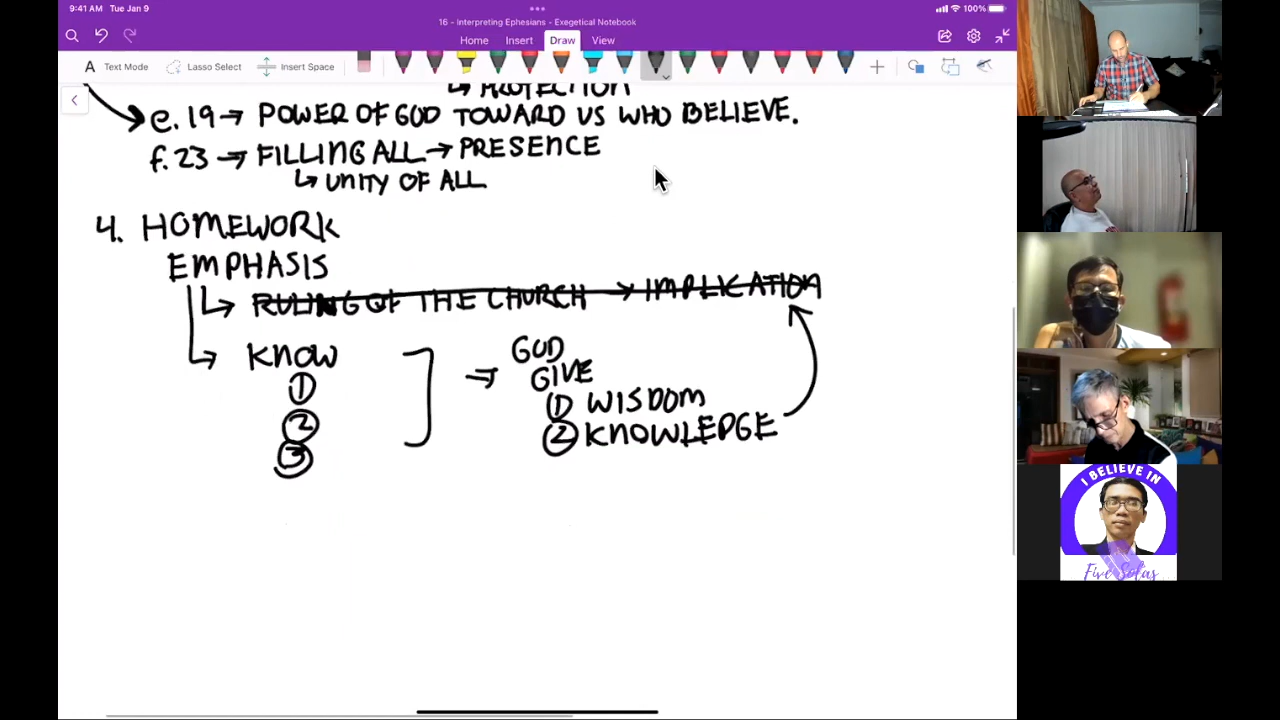 9:41 AM Tue Jan 9
100%
16 - interpreting Ephesians - Exegetical Notebook
Home Insert Draw View
A Text Mode Lasso Select Insert Space
↳ PROTECTION
e. 19 → POWER OF GOD TOWARD US WHO BELIEVE.
f. 23 → FILLING ALL → PRESENCE
↳ UNITY OF ALL
4. HOMEWORK
EMPHASIS
↳ RULING OF THE CHURCH → IMPLICATION
↳ KNOW
① 
②
③
→ GOD
GIVE
① WISDOM
② KNOWLEDGE
I BELIEVE IN
Five Solas